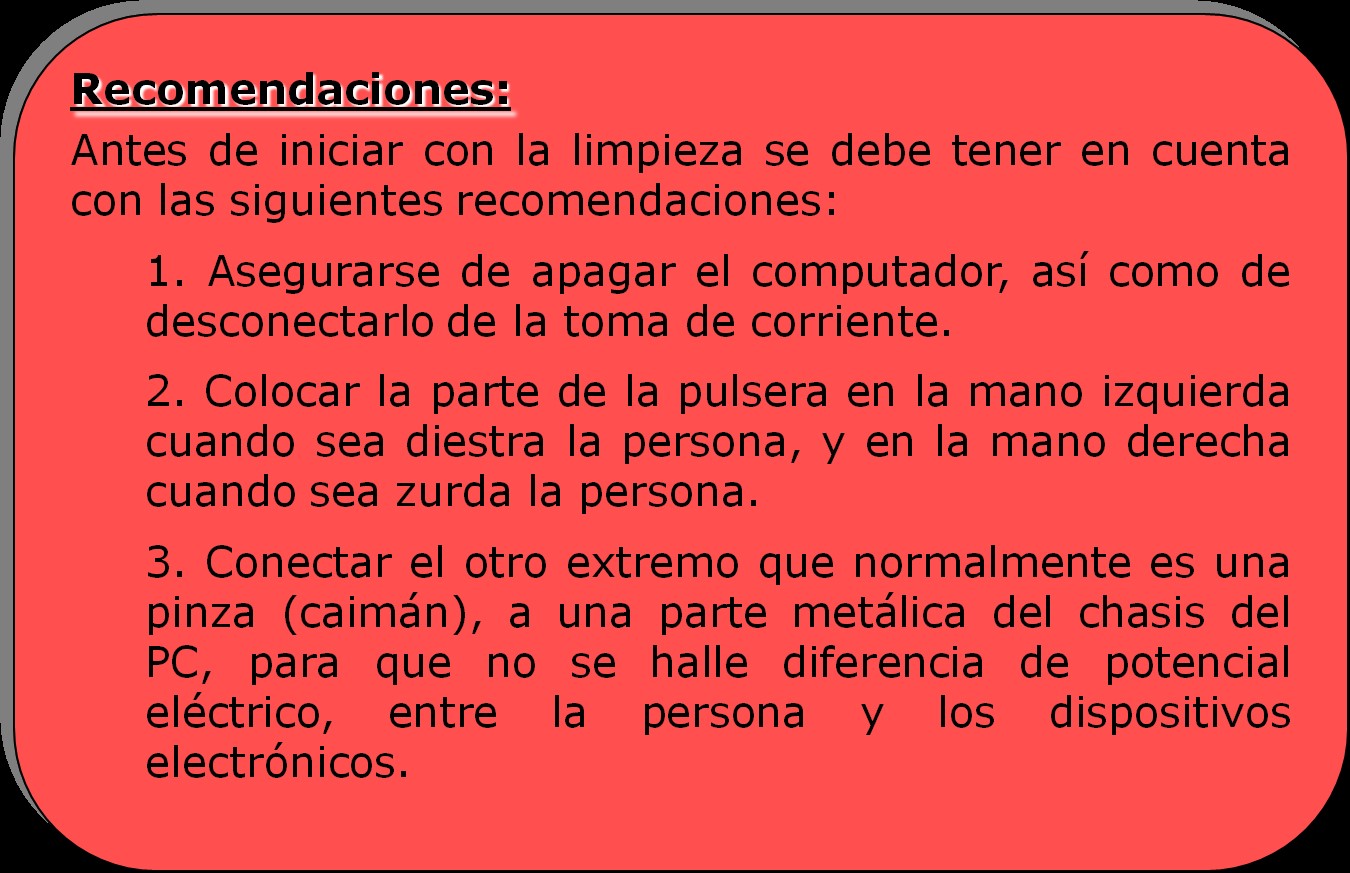 Recomendaciones:
Antes de iniciar con la limpieza se debe tener en cuenta
con las siguientes recomendaciones:
1. Asegurarse de apagar el computador, así como de
desconectarlo de la toma de corriente.
2. Colocar la parte de la pulsera en la mano izquierda
cuando sea diestra la persona, y en la mano derecha
cuando sea zurda la persona.
3. Conectar el otro extremo que normalmente es una
pinza (caimán), a una parte metálica del chasis del
PC, para que no se halle diferencia de potencial
eléctrico, entre la persona y los dispositivos
electrónicos.